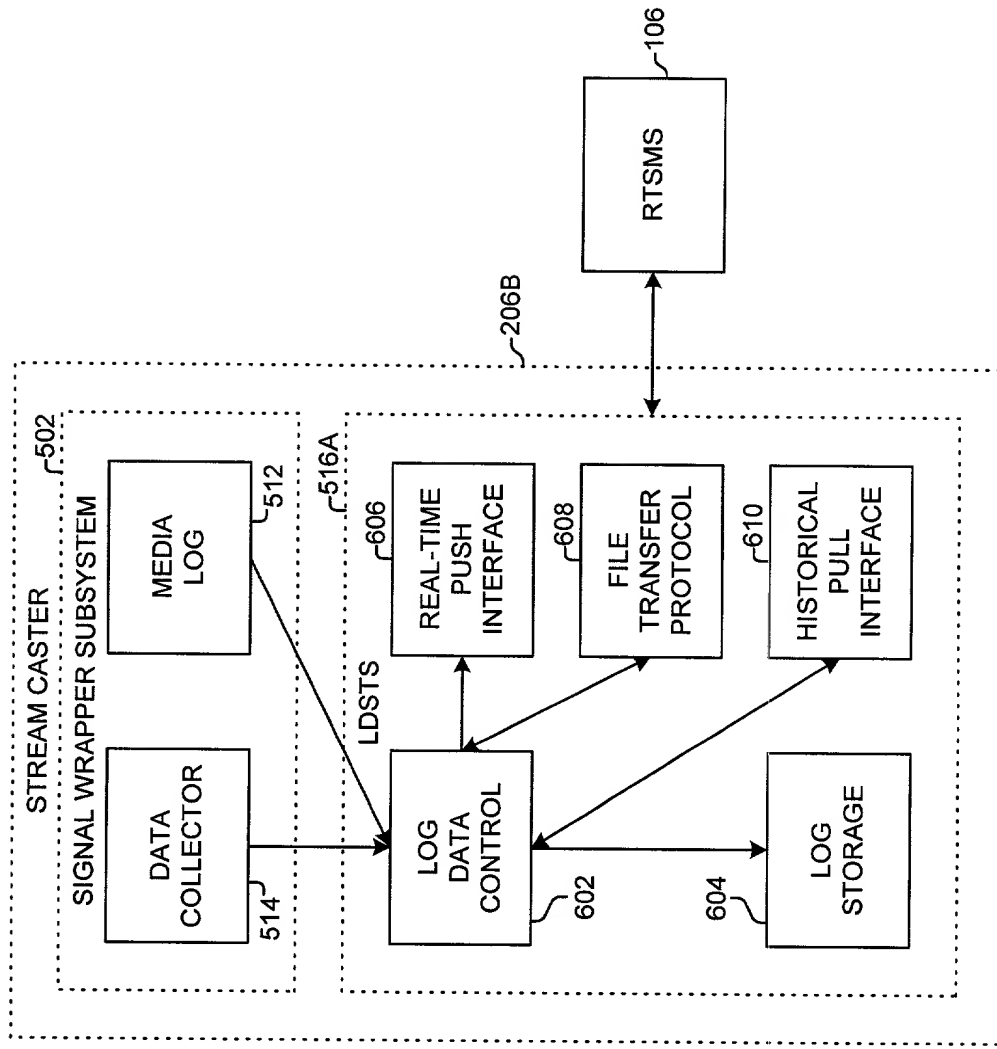 STREAM CASTER
502
SIGNAL WRAPPER SUBSYSTEM
DATA
COLLECTOR
514
MEDIA
LOG
512
206B
516A
LDSTS
LOG
DATA
CONTROL
602
REAL-TIME
PUSH
INTERFACE
606
FILE
TRANSFER
PROTOCOL
608
LOG
STORAGE
604
HISTORICAL
PULL
INTERFACE
610
RTSMS
106